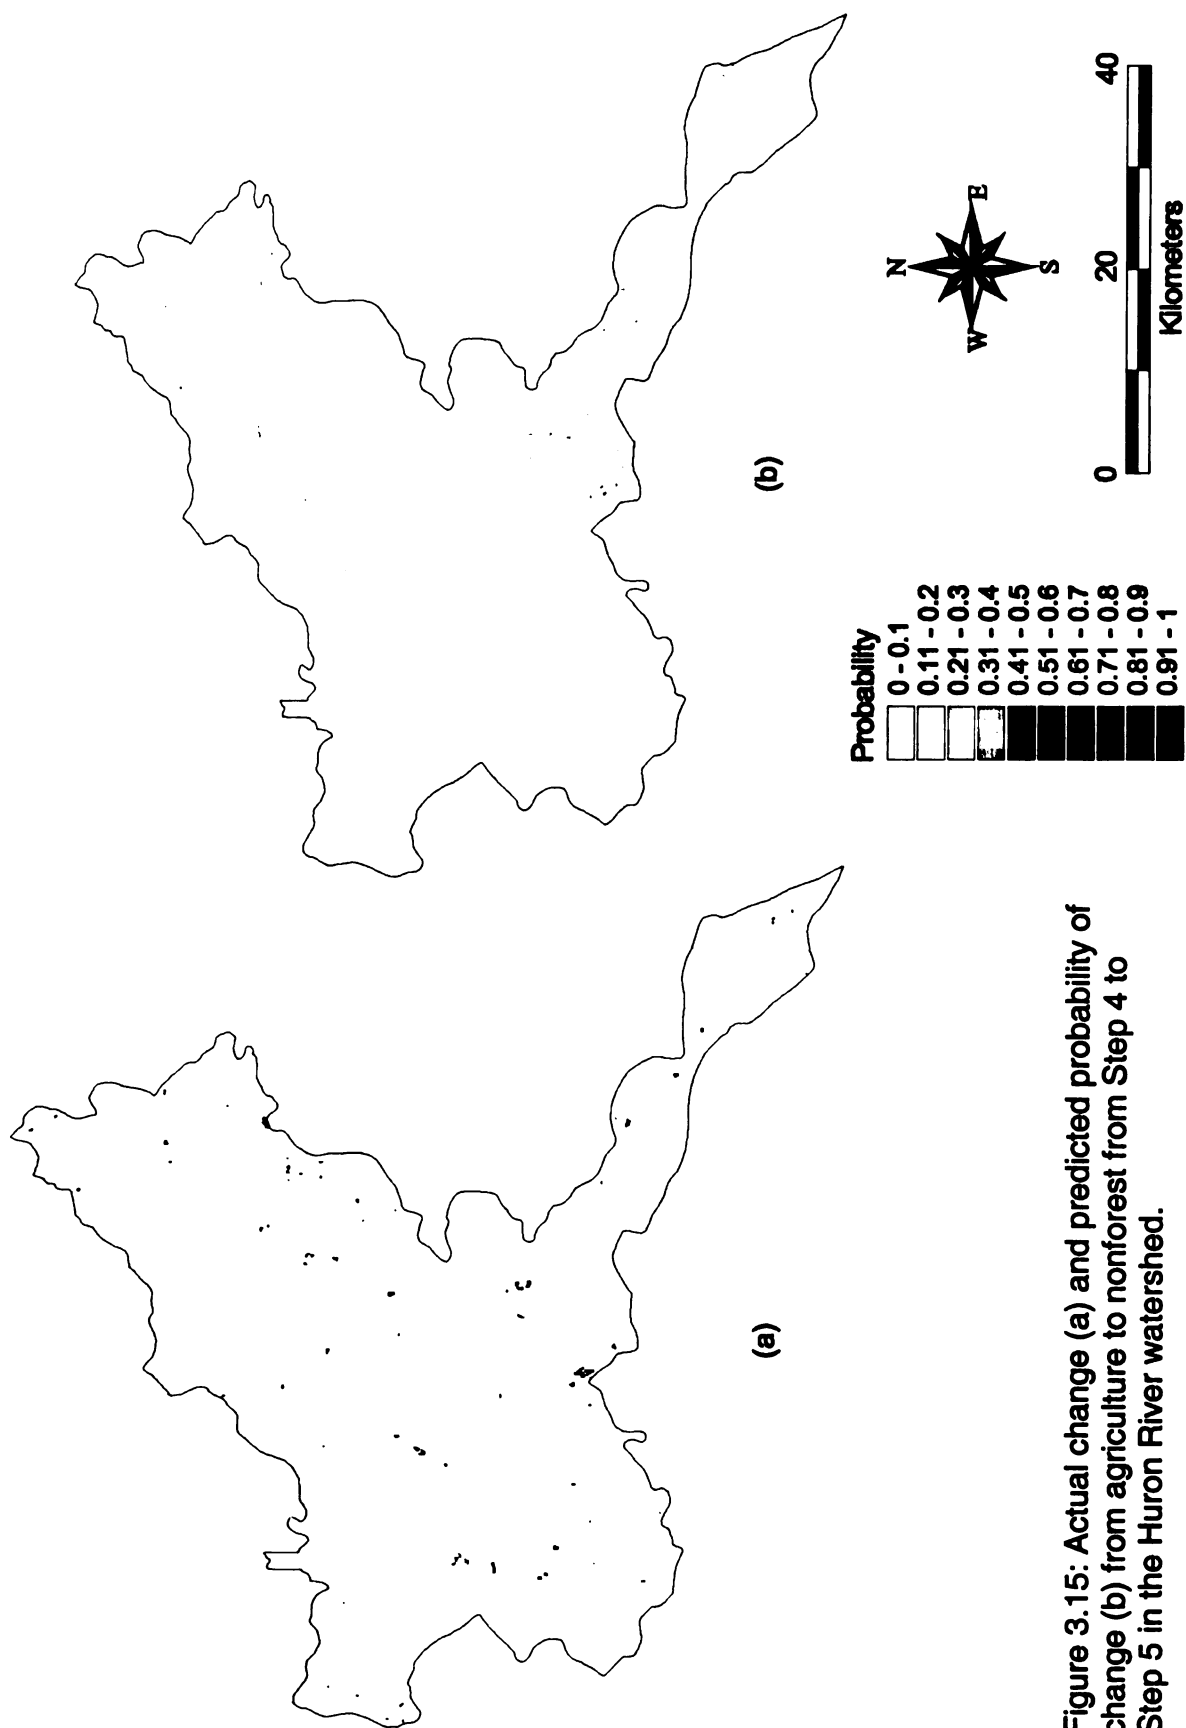 (a)
(b)
Probability
0 - 0.1
0.11 - 0.2
0.21 - 0.3
0.31 - 0.4
0.41 - 0.5
0.51 - 0.6
0.61 - 0.7
0.71 - 0.8
0.81 - 0.9
0.91 - 1
N
W E
S
0 20 40
Kilometers
Figure 3.15: Actual change (a) and predicted probability of
change (b) from agriculture to nonforest from Step 4 to
Step 5 in the Huron River watershed.